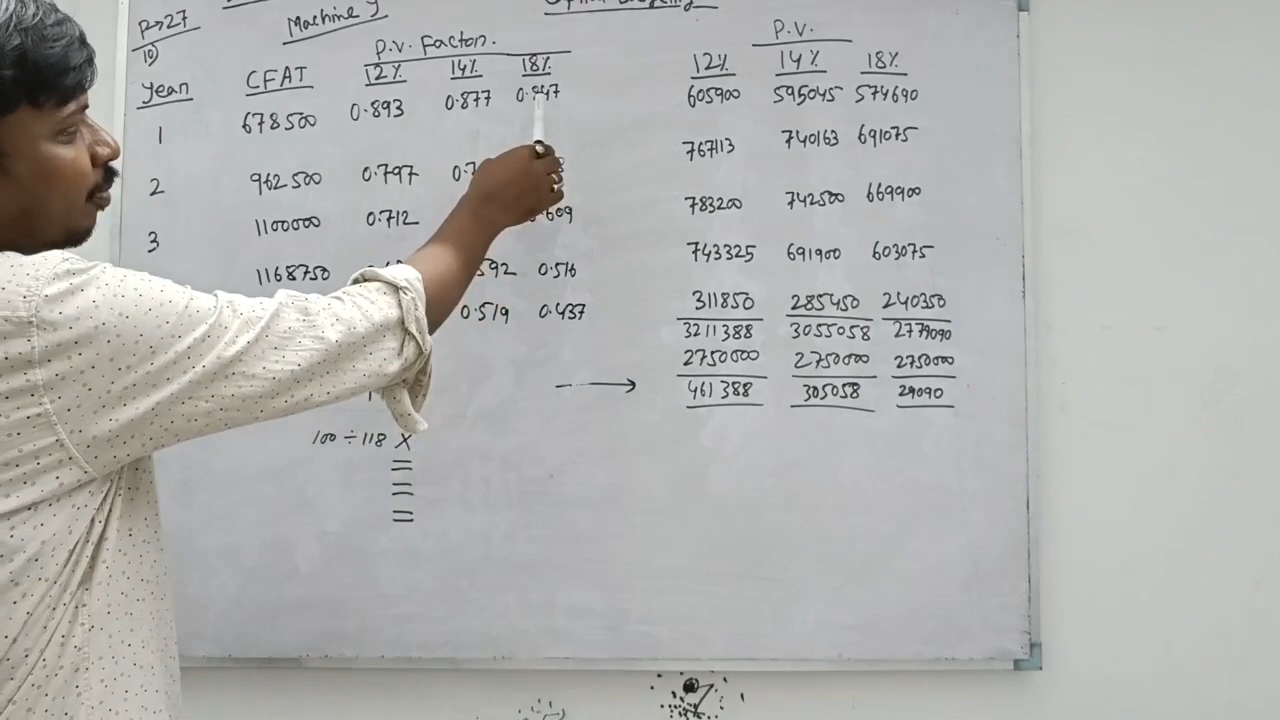 P→27
10)
Machine y
P.V. Factor.
P.V.
Year CFAT 12% 14% 18% 12% 14% 18%
1 678500 0.893 0.877 0.847 605900 595045 574690
767113 740163 691075
2 962500 0.797
3 1100000 0.712 0.609 783200 742500 669900
1168750 0.516 743325 691900 603075
0.519 0.437 311850 285450 240350
3211388 3055058 2779090
2750000 2750000 2750000
→ 461388 305058 29090
100 ÷ 118 X
=
=
=